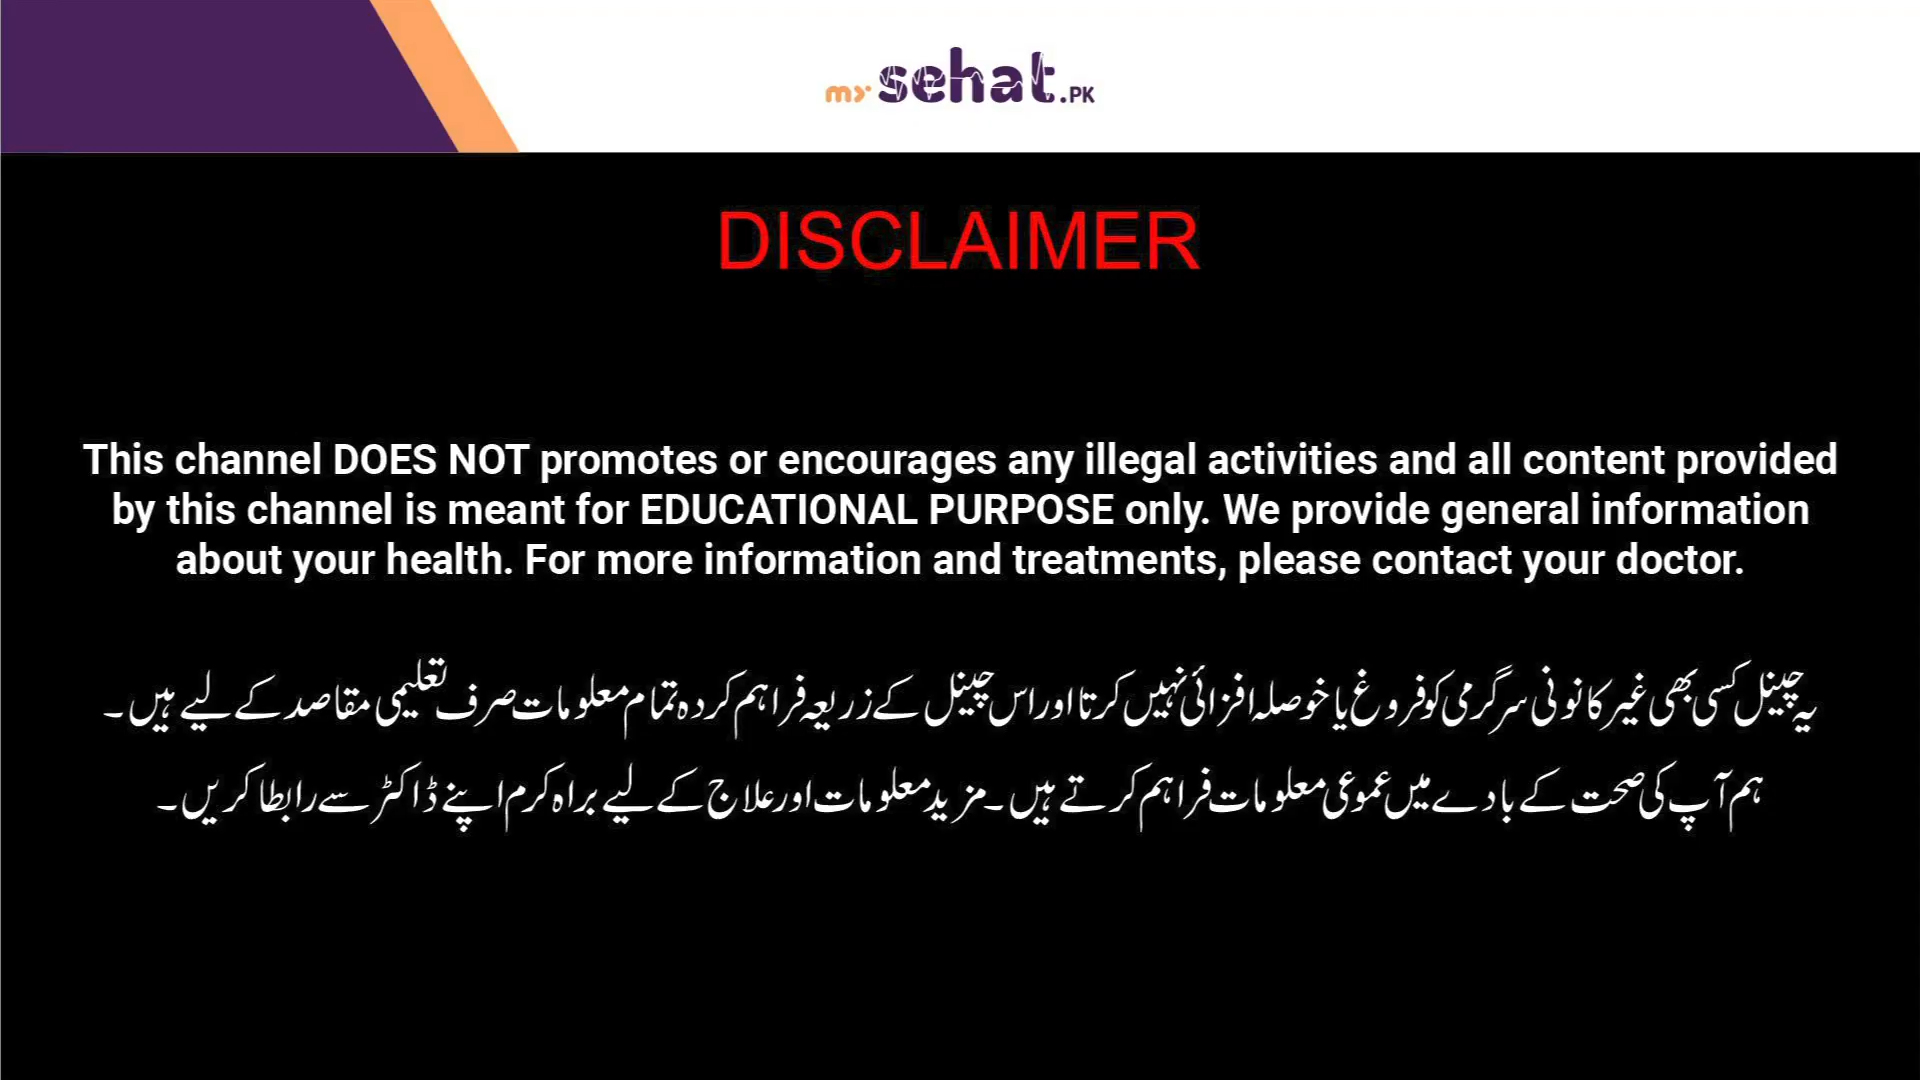 my sehat.PK
DISCLAIMER
This channel DOES NOT promotes or encourages any illegal activities and all content provided
by this channel is meant for EDUCATIONAL PURPOSE only. We provide general information
about your health. For more information and treatments, please contact your doctor.
یہ چینل کسی بھی غیر کانونی سرگرمی کو فروغ یا خوصلہ افزائی نہیں کرتا اور اس چینل کے زریعہ فراہم کردہ تمام معلومات صرف تعلیمی مقاصد کے لیے ہیں۔
ہم آپ کی صحت کے بادے میں عموعی معلومات فراہم کرتے ہیں۔ مزید معلومات اور علاج کے لیے براہ کرم اپنے ڈاکٹر سے رابطا کریں۔